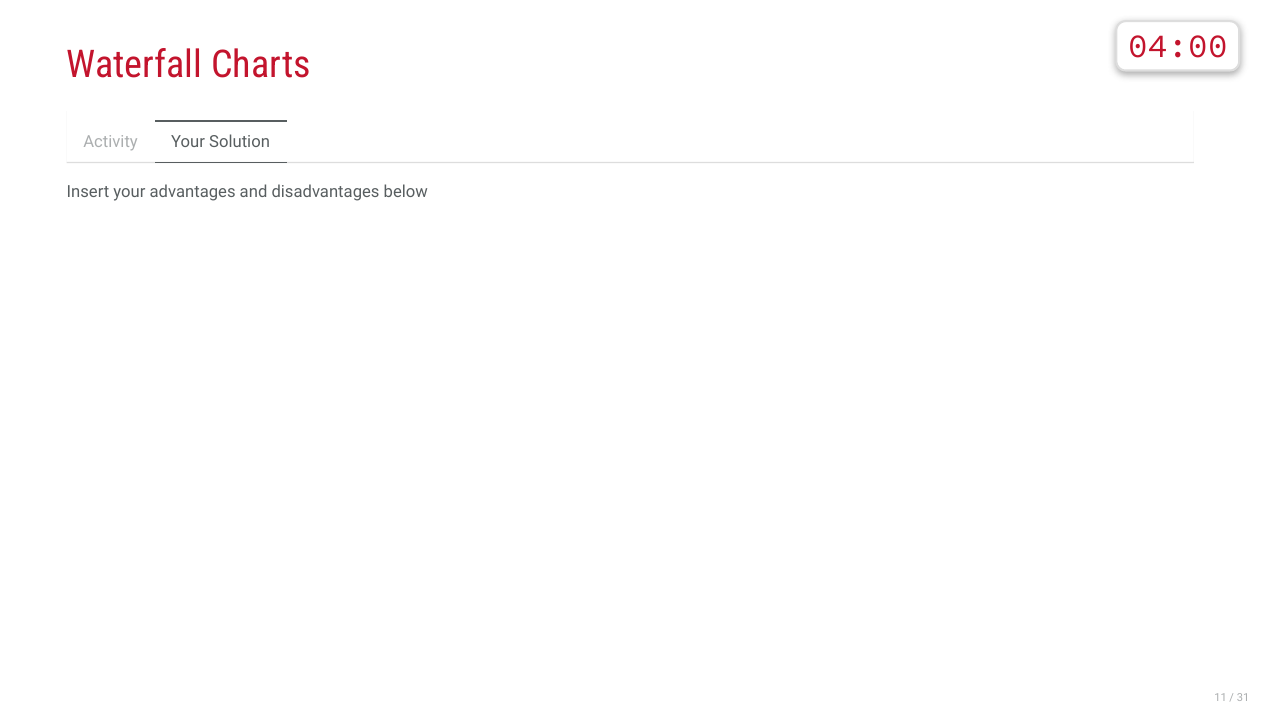 Waterfall Charts
04:00
Activity
Your Solution
Insert your advantages and disadvantages below
11 / 31